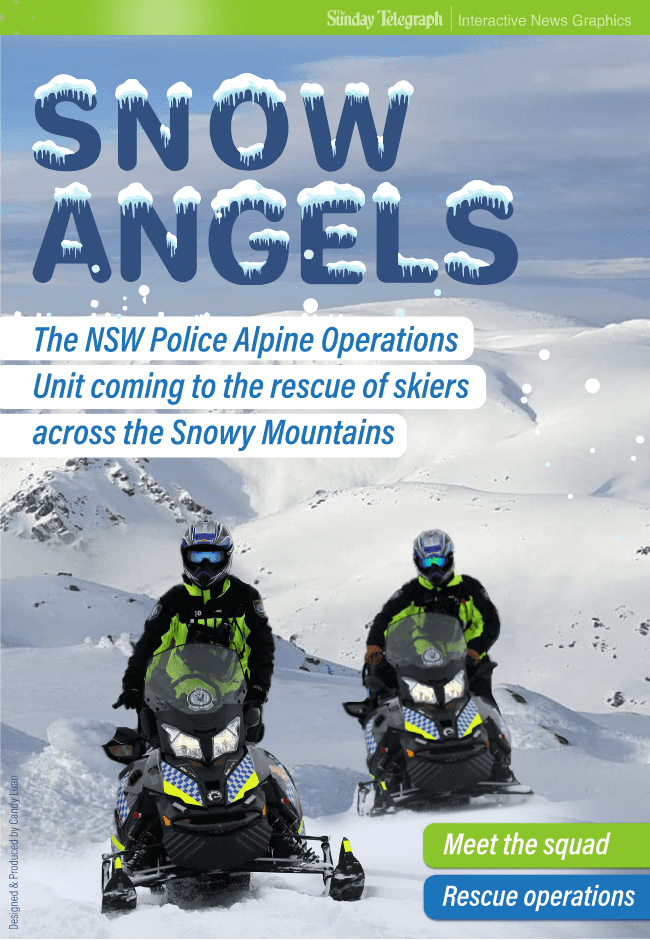 The Sunday Telegraph | Interactive News Graphics
SNOW
ANGELS
The NSW Police Alpine Operations
Unit coming to the rescue of skiers
across the Snowy Mountains
Meet the squad
Rescue operations
Designed & Produced by Candy Luan